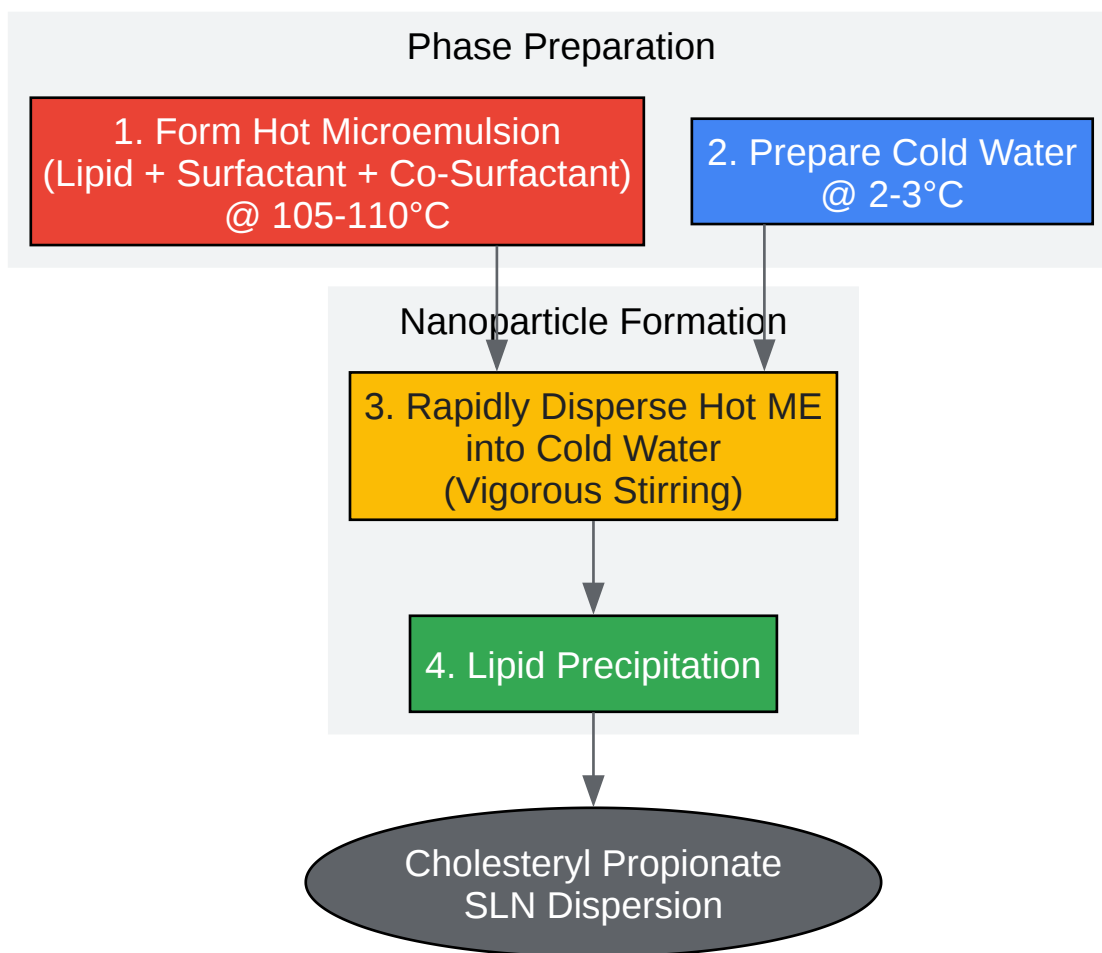 Phase Preparation
1. Form Hot Microemulsion
(Lipid + Surfactant + Co-Surfactant)
@ 105-110°C
2. Prepare Cold Water
@ 2-3°C
Nanoparticle Formation
3. Rapidly Disperse Hot ME
into Cold Water
(Vigorous Stirring)
4. Lipid Precipitation
Cholesteryl Propionate
SLN Dispersion